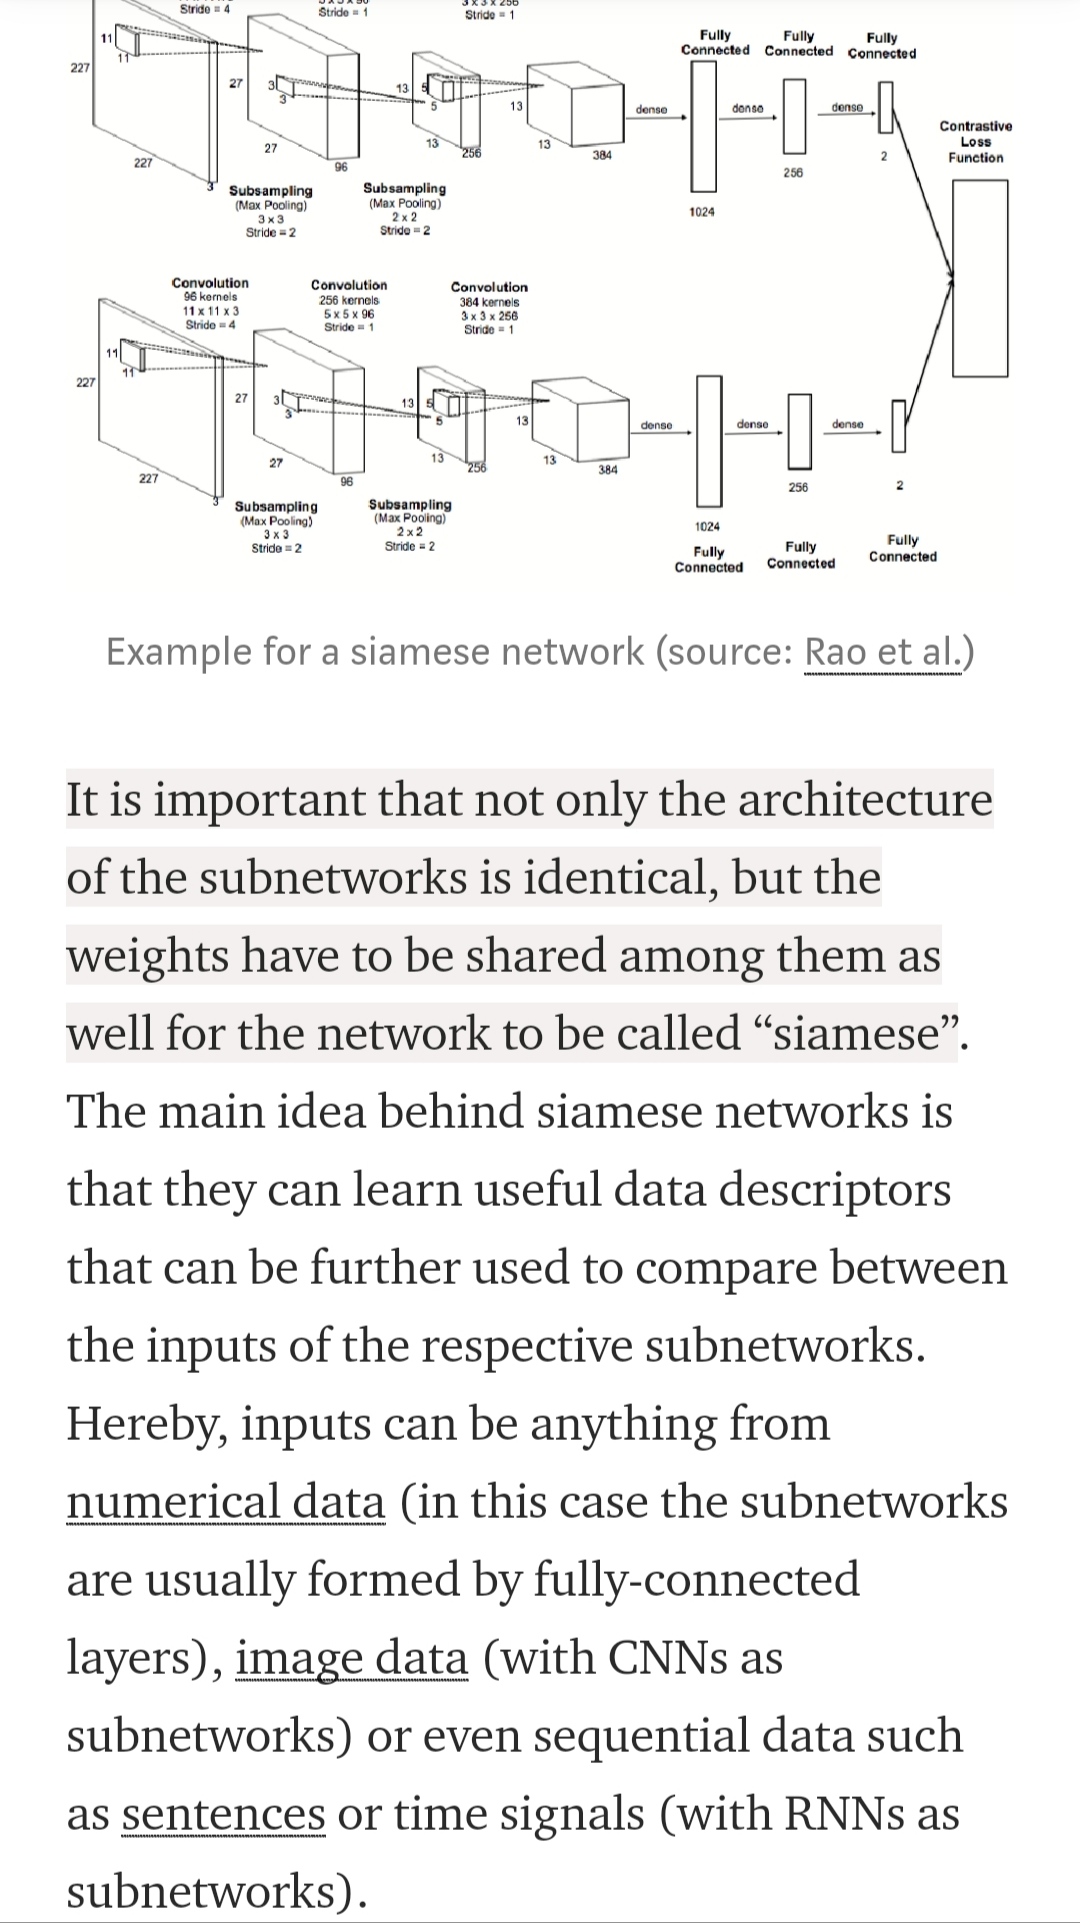 Stride = 4
Stride = 1
3 x 3 x 256
Stride = 1
Fully
Connected
Fully
Connected
Fully
Connected
11
11
227
227
3
27
3
3
27
96
13
5
5
13
256
13
13
384
dense
dense
dense
1024
256
2
Contrastive
Loss
Function
Subsampling
(Max Pooling)
3 x 3
Stride = 2
Subsampling
(Max Pooling)
2 x 2
Stride = 2
Convolution
96 kernels
11 x 11 x 3
Stride = 4
Convolution
256 kernels
5 x 5 x 96
Stride = 1
Convolution
384 kernels
3 x 3 x 256
Stride = 1
11
11
227
227
3
27
3
3
27
96
13
5
5
13
256
13
13
384
dense
dense
dense
1024
256
2
Subsampling
(Max Pooling)
3 x 3
Stride = 2
Subsampling
(Max Pooling)
2 x 2
Stride = 2
Fully
Connected
Fully
Connected
Fully
Connected
Example for a siamese network (source: Rao et al.)
It is important that not only the architecture
of the subnetworks is identical, but the
weights have to be shared among them as
well for the network to be called “siamese”.
The main idea behind siamese networks is
that they can learn useful data descriptors
that can be further used to compare between
the inputs of the respective subnetworks.
Hereby, inputs can be anything from
numerical data (in this case the subnetworks
are usually formed by fully-connected
layers), image data (with CNNs as
subnetworks) or even sequential data such
as sentences or time signals (with RNNs as
subnetworks).